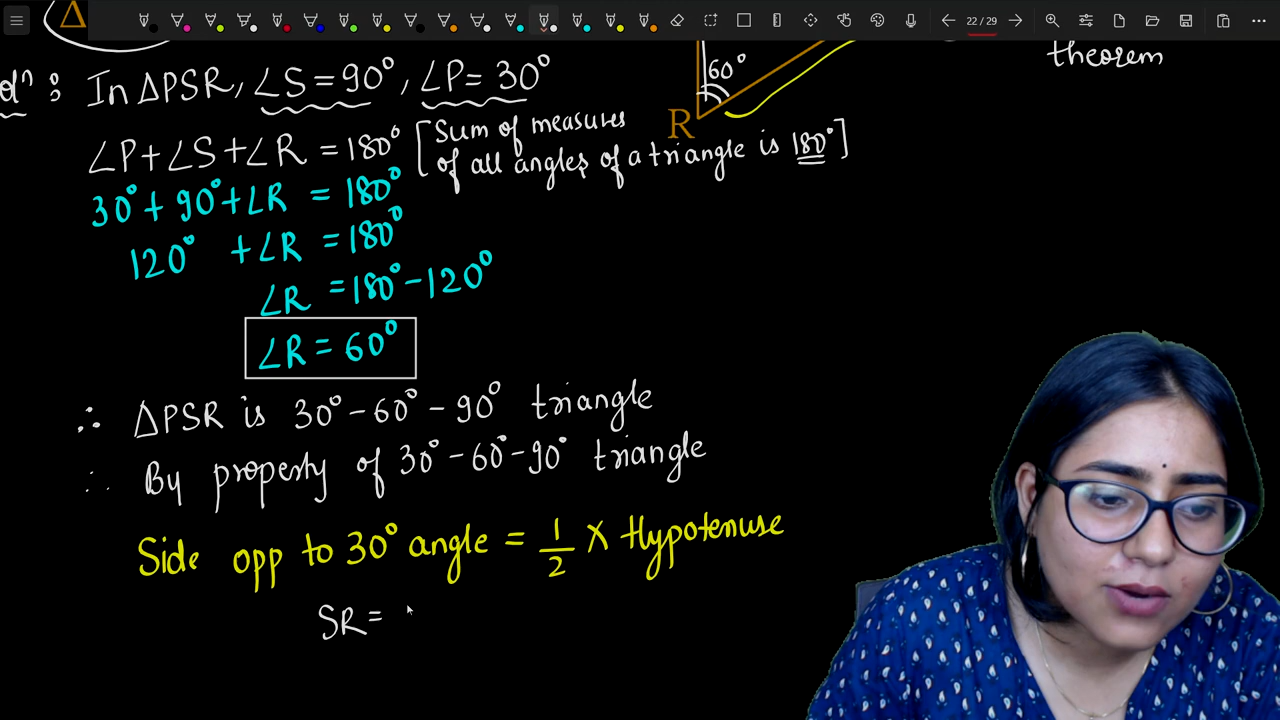 Δ
22 / 29
theorem
60°
R
In ΔPSR, ∠S = 90°, ∠P = 30°
∠P + ∠S + ∠R = 180° [Sum of measures
of all angles of a triangle is 180°]
30° + 90° + ∠R = 180°
120° + ∠R = 180°
∠R = 180° - 120°
∠R = 60°
∴ ΔPSR is 30° - 60° - 90° triangle
∴ By property of 30° - 60° - 90° triangle
Side opp to 30° angle = 1/2 × Hypotenuse
SR =